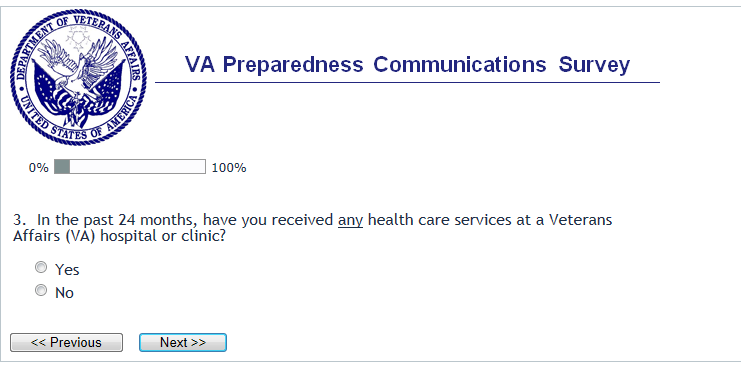 DEPARTMENT OF VETERANS AFFAIRS
UNITED STATES OF AMERICA
VA Preparedness Communications Survey
0% 100%
3. In the past 24 months, have you received any health care services at a Veterans
Affairs (VA) hospital or clinic?
Yes
No
<< Previous Next >>